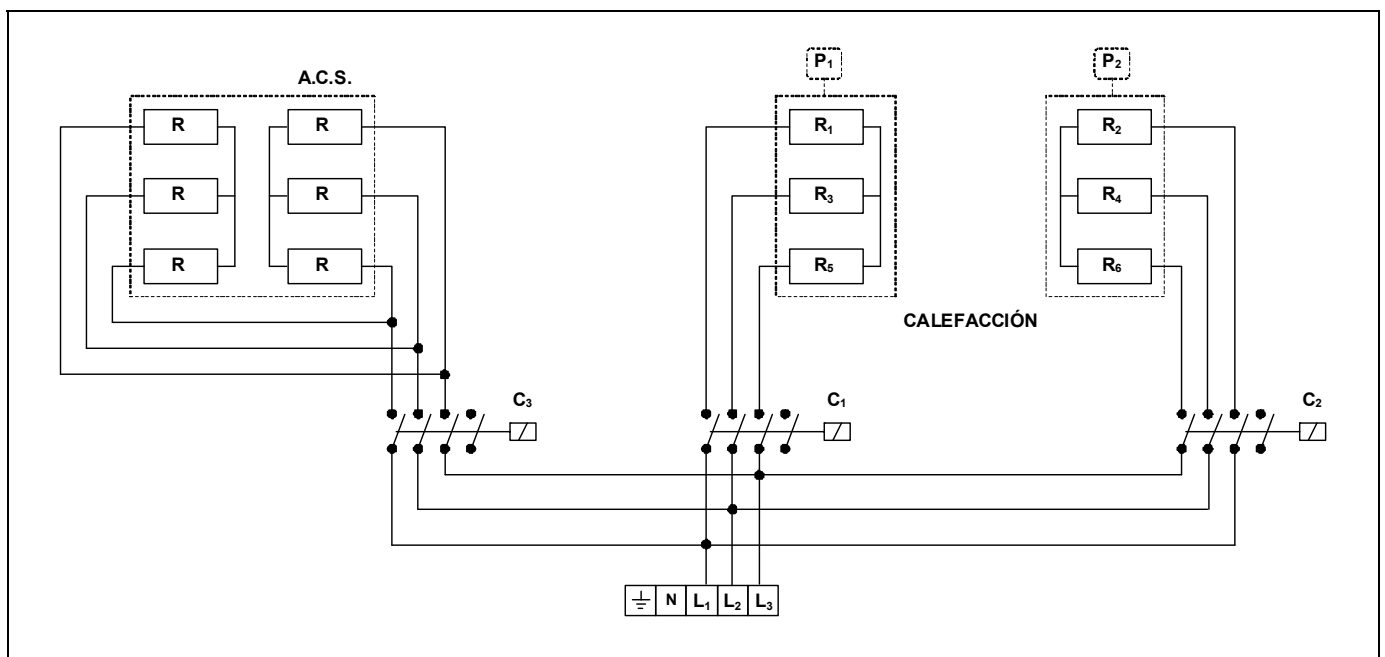 A.C.S.
P₁
P₂
R R
R₁
R₂
R R
R₃
R₄
R R
R₅
R₆
CALEFACCIÓN
C₃
C₁
C₂
N L₁ L₂ L₃